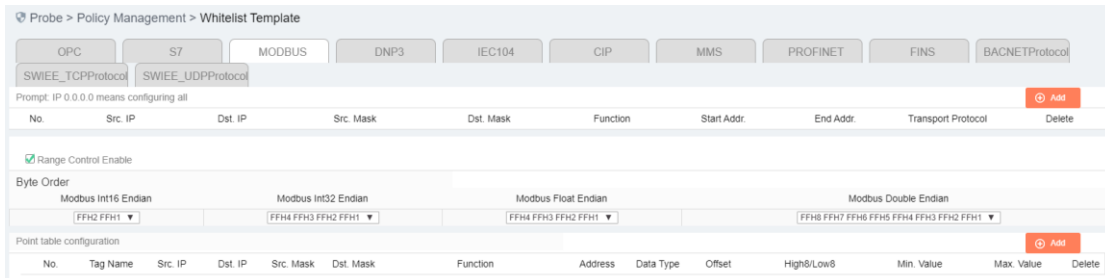 Probe > Policy Management > Whitelist Template
OPC S7 MODBUS DNP3 IEC104 CIP MMS PROFINET FINS BACNETProtocol
SWIEE_TCPProtocol SWIEE_UDPProtocol
Prompt: IP 0.0.0.0 means configuring all Add
No. Src. IP Dst. IP Src. Mask Dst. Mask Function Start Addr. End Addr. Transport Protocol Delete
Range Control Enable
Byte Order
Modbus Int16 Endian Modbus Int32 Endian Modbus Float Endian Modbus Double Endian
FFH2 FFH1 ▼ FFH4 FFH3 FFH2 FFH1 ▼ FFH4 FFH3 FFH2 FFH1 ▼ FFH8 FFH7 FFH6 FFH5 FFH4 FFH3 FFH2 FFH1 ▼
Point table configuration Add
No. Tag Name Src. IP Dst. IP Src. Mask Dst. Mask Function Address Data Type Offset High8/Low8 Min. Value Max. Value Delete